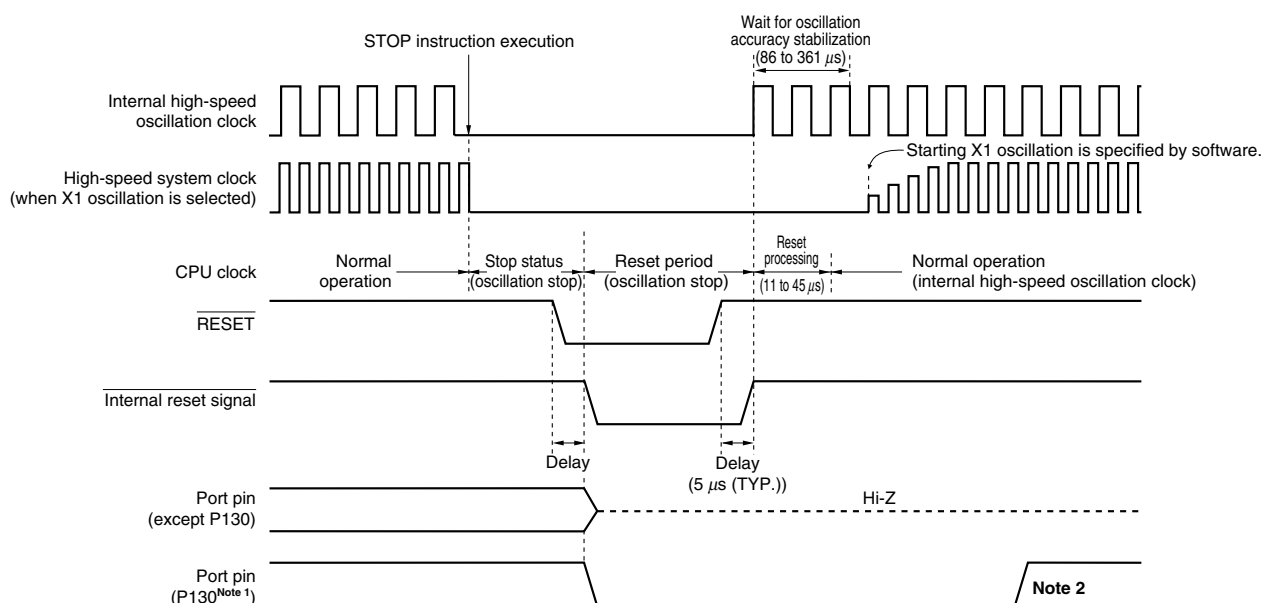 Wait for oscillation
accuracy stabilization
(86 to 361 μs)
STOP instruction execution
Internal high-speed
oscillation clock
Starting X1 oscillation is specified by software.
High-speed system clock
(when X1 oscillation is selected)
CPU clock
Normal
operation
Stop status
(oscillation stop)
Reset period
(oscillation stop)
Reset
processing
(11 to 45 μs)
Normal operation
(internal high-speed oscillation clock)
RESET
Internal reset signal
Delay
Delay
(5 μs (TYP.))
Port pin
(except P130)
Hi-Z
Port pin
(P130Note 1)
Note 2